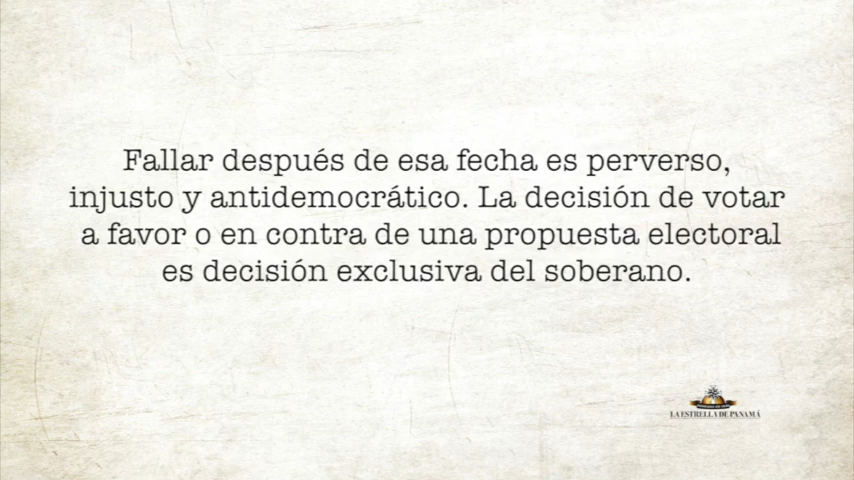 Fallar después de esa fecha es perverso,
injusto y antidemocrático. La decisión de votar
a favor o en contra de una propuesta electoral
es decisión exclusiva del soberano.
LA ESTRELLA DE PANAMÁ